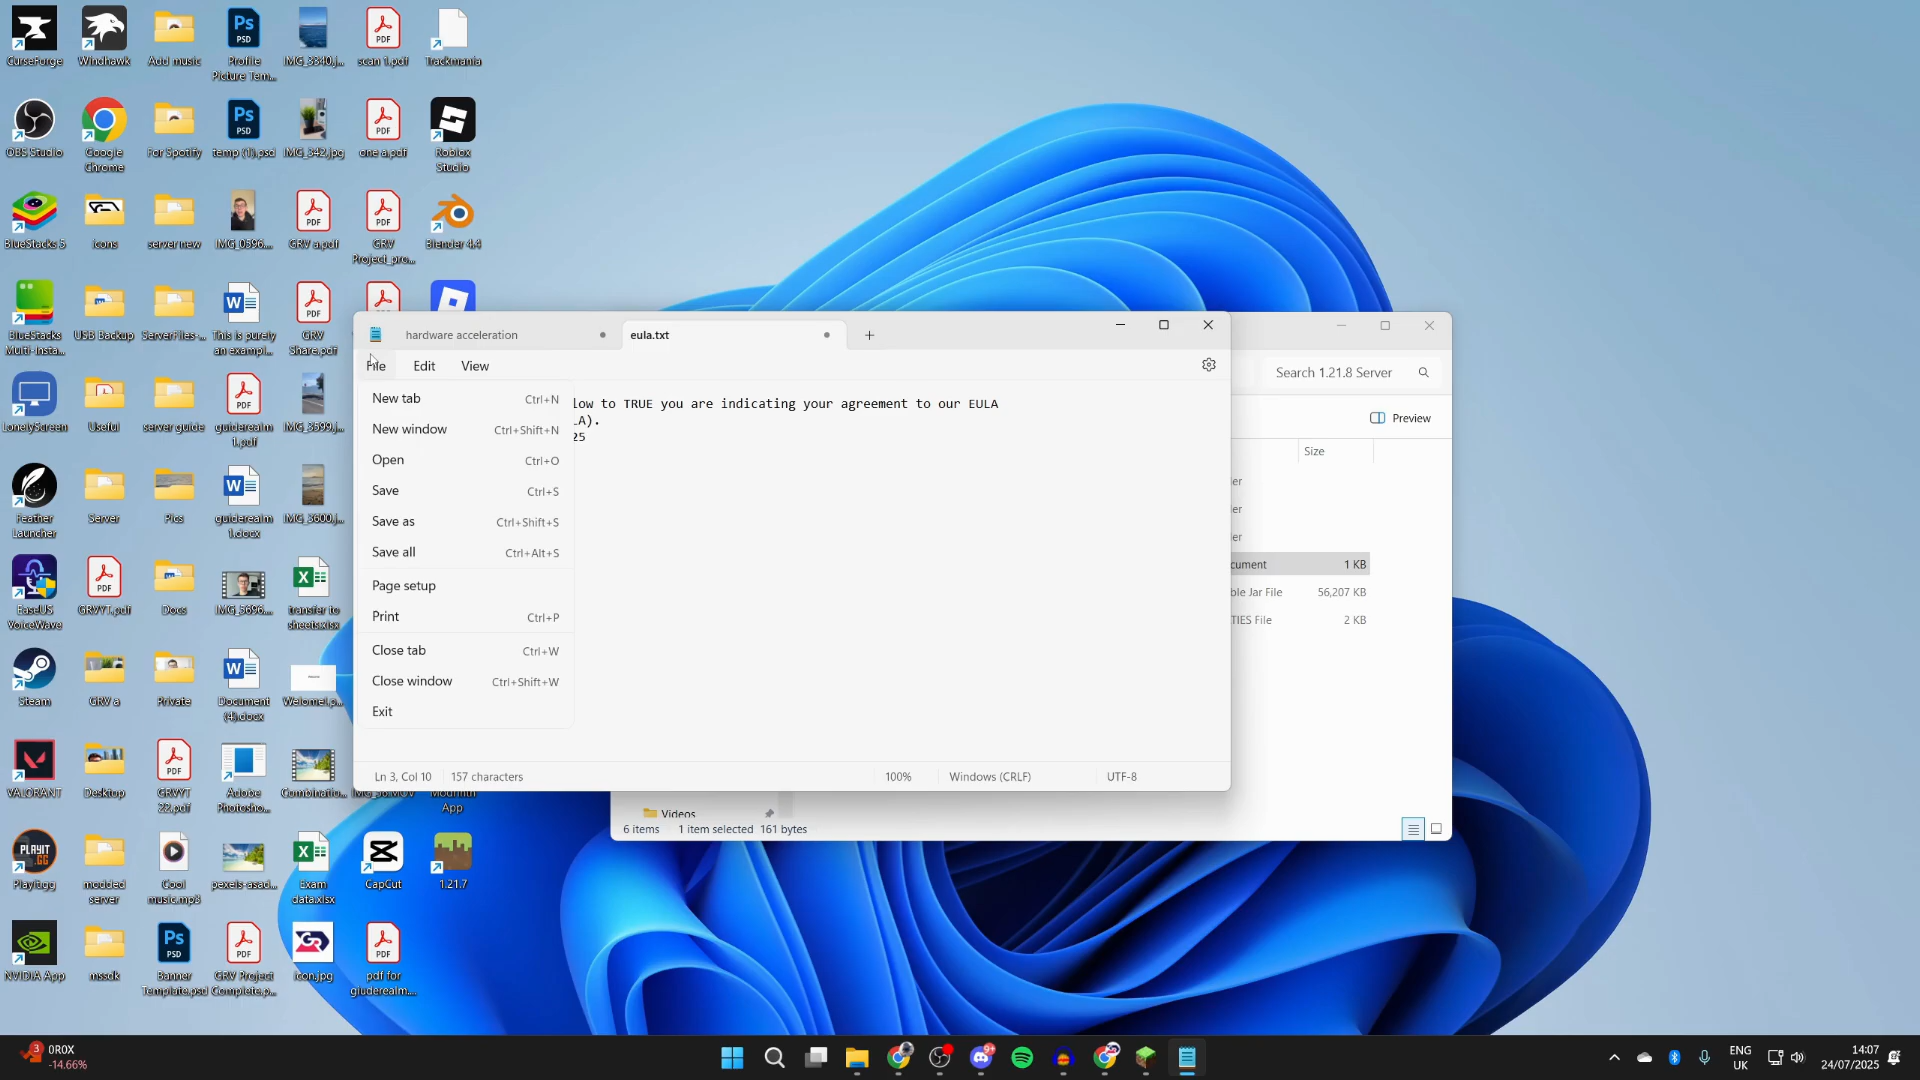 CurseForge
Windhawk
Add music
Profile
Picture Tem...
IMG_3340.j...
scan 1.pdf
Trackmania
OBS Studio
Google
Chrome
For Spotify
temp (1).psd
IMG_342.jpg
one a.pdf
Roblox
Studio
BlueStacks 5
icons
server new
IMG_0596....
GRV a.pdf
GRV
Project_pro...
Blender 4.4
BlueStacks
Multi-Insta...
USB Backup
ServerFiles-...
This is purely
an exampl...
GRV
Share.pdf
LonelyScreen
Useful
server guide
guiderealm
1.pdf
IMG_3599.j...
Feather
Launcher
Server
Pics
guiderealm
1.docx
IMG_3600.j...
EaseUS
VoiceWave
GRVYT.pdf
Docs
IMG_5696....
transfer to
sheets.xlsx
Steam
GRV a
Private
Document
(4).docx
Welomei.p...
VALORANT
Desktop
GRVYT
22.pdf
Adobe
Photosho...
Combinatio...
App
Playit.gg
modded
server
Cool
music.mp3
pexels-asad...
Exam
data.xlsx
CapCut
1.21.7
NVIDIA App
mssdk
Banner
Template.psd
GRV Project
Complete.p...
icon.jpg
pdf for
giuderealm...
hardware acceleration
eula.txt
File
Edit
View
New tab Ctrl+N
New window Ctrl+Shift+N
Open Ctrl+O
Save Ctrl+S
Save as Ctrl+Shift+S
Save all Ctrl+Alt+S
Page setup
Print Ctrl+P
Close tab Ctrl+W
Close window Ctrl+Shift+W
Exit
low to TRUE you are indicating your agreement to our EULA
LA).
25
Ln 3, Col 10
157 characters
100%
Windows (CRLF)
UTF-8
Search 1.21.8 Server
Preview
Size
er
er
er
cument 1 KB
ble Jar File 56,207 KB
TIES File 2 KB
Videos
6 items 1 item selected 161 bytes
3
0R0X
-14.66%
9+
ENG
UK
14:07
24/07/2025